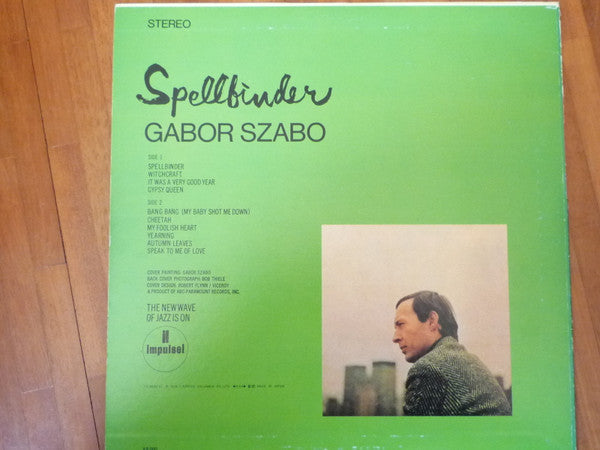 STEREO
Spellbinder
GABOR SZABO
SIDE 1
SPELLBINDER
WITCHCRAFT
IT WAS A VERY GOOD YEAR
GYPSY QUEEN
SIDE 2
BANG BANG (MY BABY SHOT ME DOWN)
CHEETAH
MY FOOLISH HEART
YEARNING
AUTUMN LEAVES
SPEAK TO ME OF LOVE
COVER PAINTING: GABOR SZABO
BACK COVER PHOTOGRAPH: BOB THIELE
COVER DESIGN: ROBERT FLYNN / VICEROY
A PRODUCT OF ABC-PARAMOUNT RECORDS, INC.
THE NEW WAVE
OF JAZZ IS ON
impulse!
MADE IN JAPAN